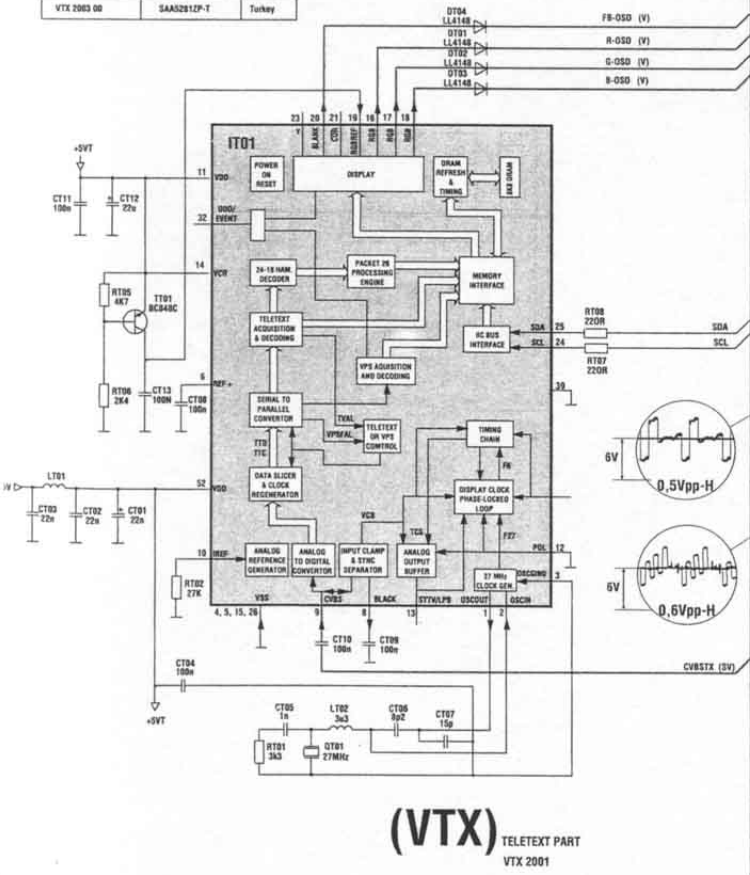 VTX 2003 00 SAA5281ZP-T Turkey
DT04
LL4148
FB-OSD (V)
DT01
LL4148
R-OSD (V)
DT02
LL4148
G-OSD (V)
DT03
LL4148
B-OSD (V)
23 20 21 19 16 17 18
Y BLANK COR RGBREF RGB RGB RGB
IT01
+5VT
11
VDD
POWER
ON
RESET
DISPLAY
DRAM
REFRESH
&
TIMING
8K8 DRAM
CT11
100n
CT12
22u
32
ODD/
EVENT
14
VCR
24-18 HAM.
DECODER
PACKET 26
PROCESSING
ENGINE
MEMORY
INTERFACE
RT05
4K7
TT01
BC848C
TELETEXT
ACQUISITION
& DECODING
IIC BUS
INTERFACE
SDA 25
SCL 24
RT08
220R
RT07
220R
SDA
SCL
VPS AQUISITION
AND DECODING
RT06
2K4
CT13
100N
6
REF+
CT08
100n
39
SERIAL TO
PARALLEL
CONVERTOR
TVAL
VPSFAL
TELETEXT
OR VPS
COMTROL
TTD
TTC
TIMING
CHAIN
FN
6V
0,5Vpp-H
LT01
52
VDD
DATA SLICER
& CLOCK
REGENERATOR
DISPLAY CLOCK
PHASE-LOCKED
LOOP
CT03
22n
CT02
22n
CT01
22n
VCS
TCS
F27
10
IREF
ANALOG
REFERENCE
GENERATOR
ANALOG
TO DIGITAL
CONVERTOR
INPUT CLAMP
& SYNC
SEPARATOR
ANALOG
OUTPUT
BUFFER
POL 12
OSCGND 3
27 MHz
CLOCK GEN.
RT02
27K
6V
0,6Vpp-H
VSS CVBS BLACK STTV/LPB OSCOUT OSCIN
4, 5, 15, 26 9 8 13 1 2
CT10
100n
CT09
100n
CT04
100n
CVBSTX (SV)
+5VT
CT05
1n
LT02
3u3
CT06
8p2
CT07
15p
RT01
3k3
QT01
27MHz
(VTX) TELETEXT PART
VTX 2001